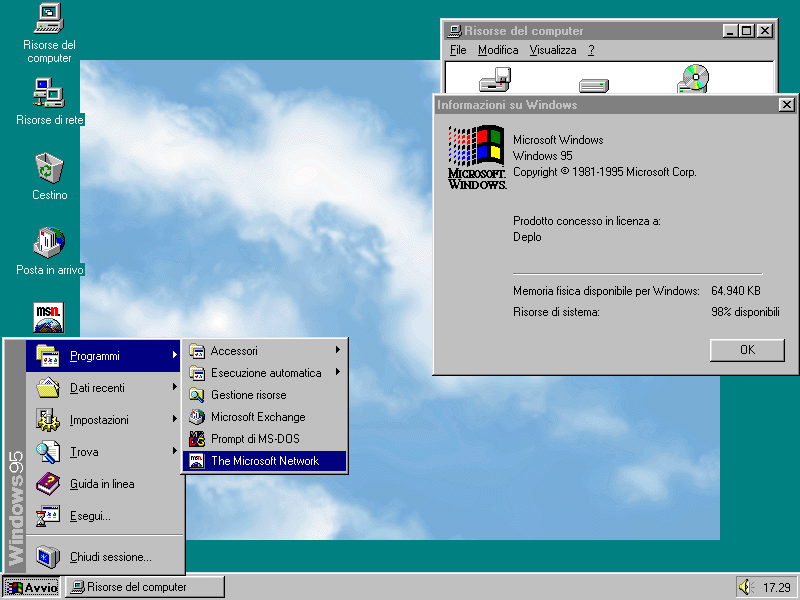 Risorse del
computer
Risorse di rete
Cestino
Posta in arrivo
msn.
Risorse del computer
File Modifica Visualizza ?
Informazioni su Windows
MICROSOFT.
WINDOWS.
Microsoft Windows
Windows 95
Copyright © 1981-1995 Microsoft Corp.
Prodotto concesso in licenza a:
Deplo
Memoria fisica disponibile per Windows: 64.940 KB
Risorse di sistema: 98% disponibili
OK
Windows95
Programmi
Dati recenti
Impostazioni
Trova
Guida in linea
Esegui...
Chiudi sessione...
Accessori
Esecuzione automatica
Gestione risorse
Microsoft Exchange
Prompt di MS-DOS
The Microsoft Network
Avvio
Risorse del computer
17.29